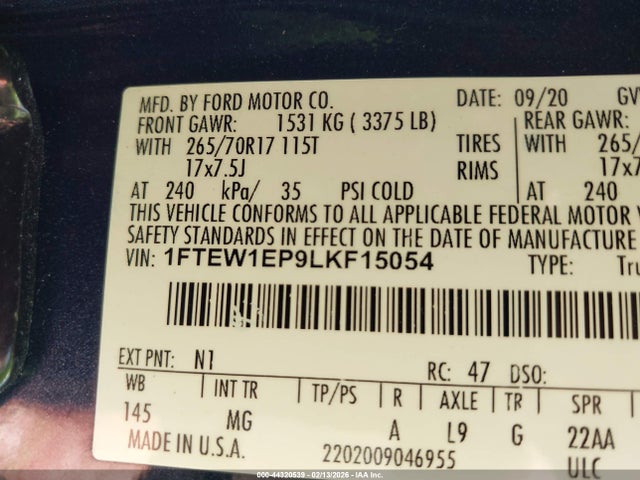 MFD. BY FORD MOTOR CO. DATE: 09/20 GV
FRONT GAWR: 1531 KG ( 3375 LB) REAR GAWR:
WITH 265/70R17 115T TIRES WITH 265/
17x7.5J RIMS 17x7
AT 240 kPa/ 35 PSI COLD AT 240
THIS VEHICLE CONFORMS TO ALL APPLICABLE FEDERAL MOTOR V
SAFETY STANDARDS IN EFFECT ON THE DATE OF MANUFACTURE
VIN: 1FTEW1EP9LKF15054 TYPE: Tru
EXT PNT: N1 RC: 47 DSO:
WB INT TR TP/PS R AXLE TR SPR
145 MG A L9 G 22AA
MADE IN U.S.A. 2202009046955 ULC
00-44320539 - 02/13/2026 - IAA Inc.